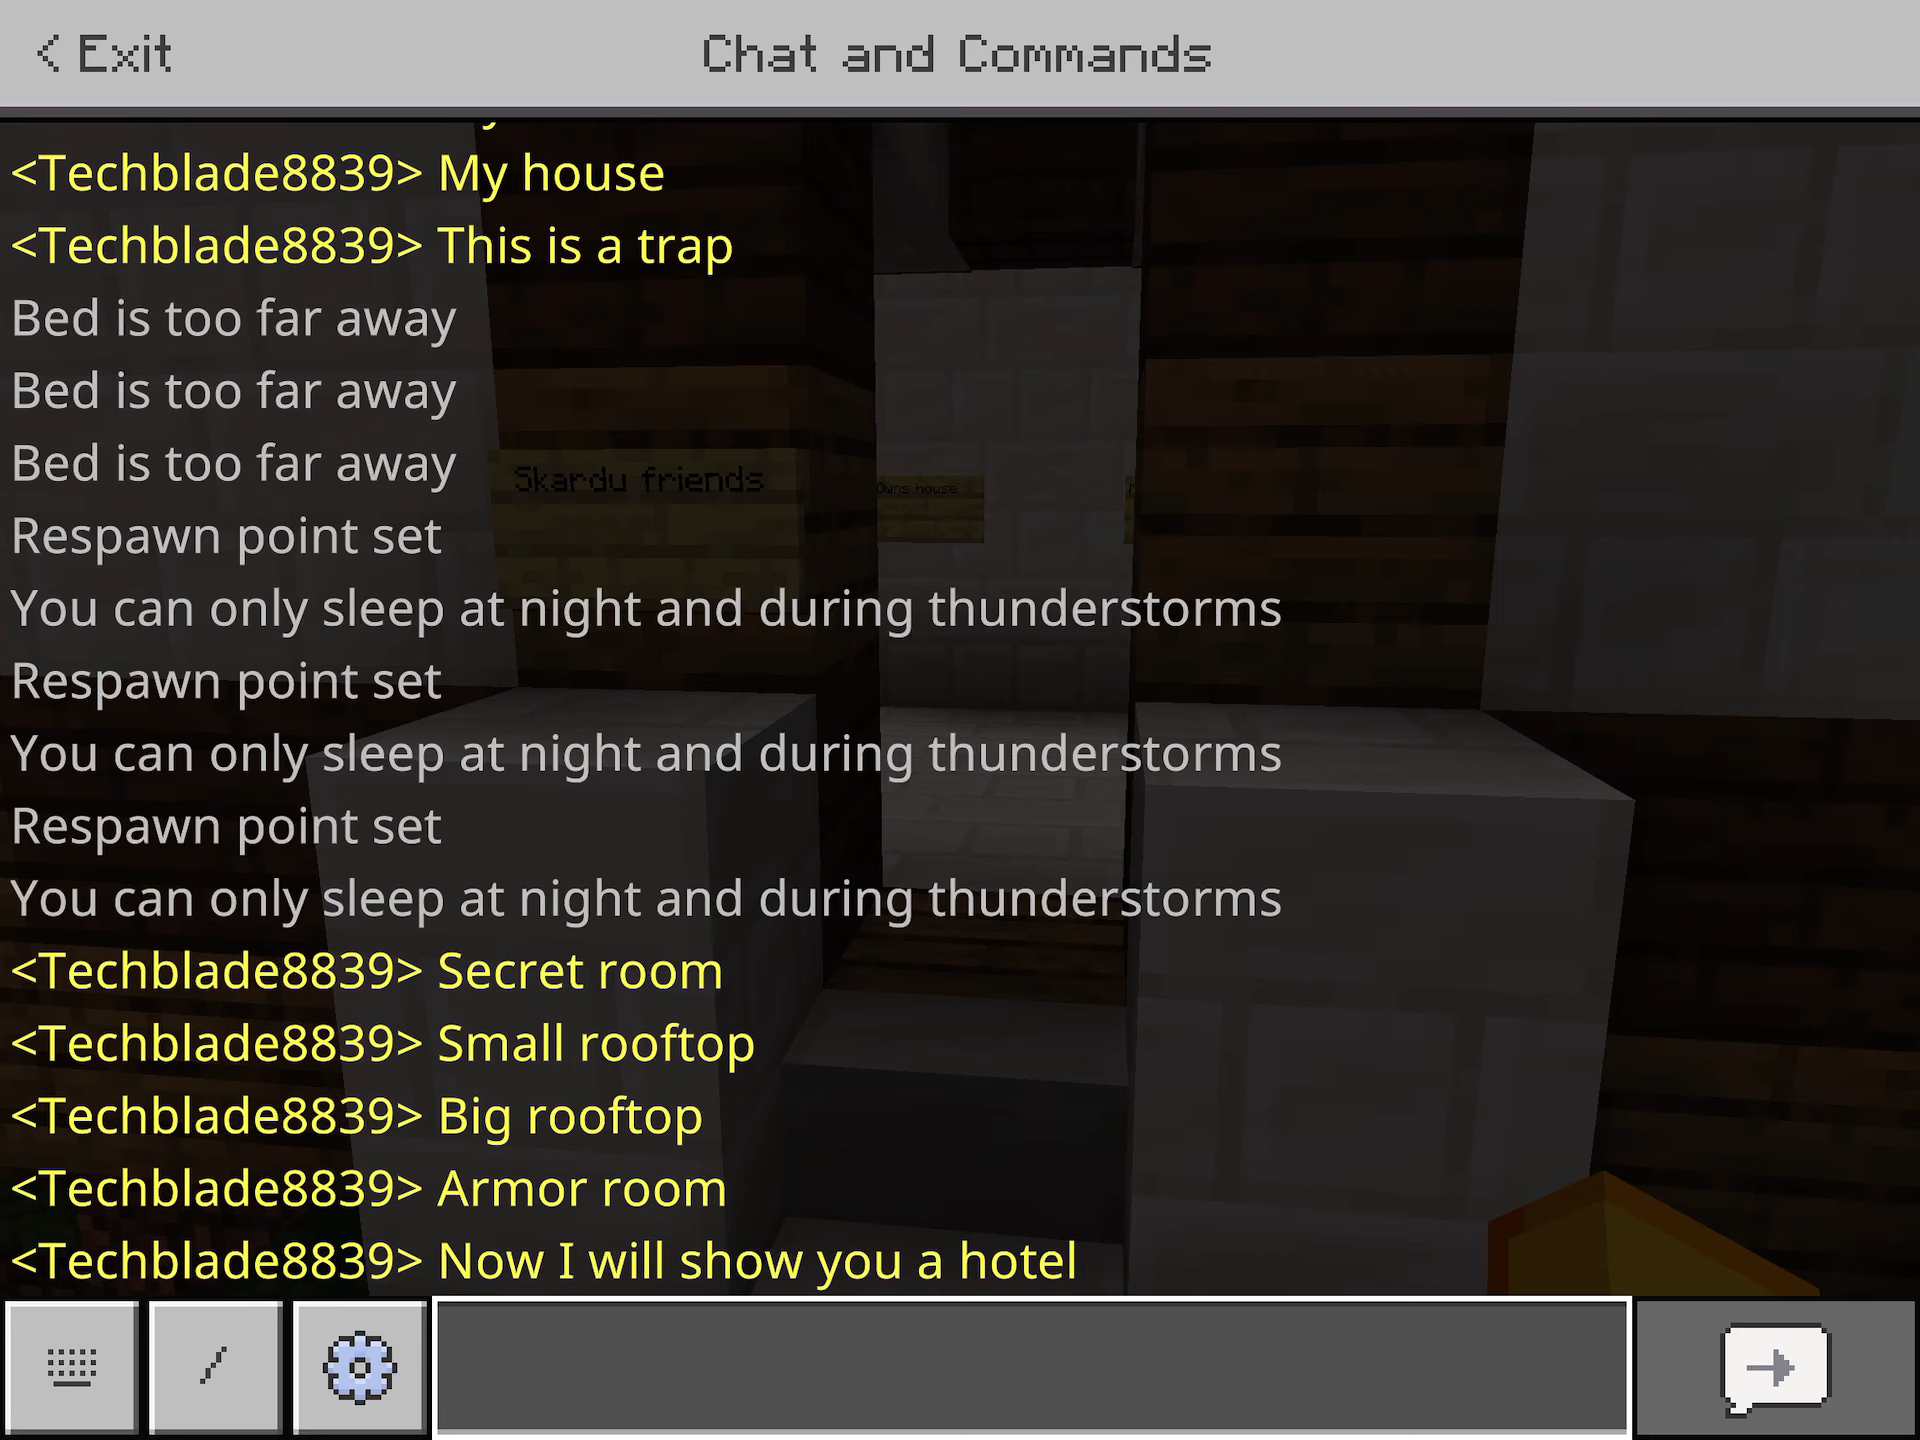 < Exit
Chat and Commands
<Techblade8839> My house
<Techblade8839> This is a trap
Bed is too far away
Bed is too far away
Bed is too far away
Respawn point set
You can only sleep at night and during thunderstorms
Respawn point set
You can only sleep at night and during thunderstorms
Respawn point set
You can only sleep at night and during thunderstorms
<Techblade8839> Secret room
<Techblade8839> Small rooftop
<Techblade8839> Big rooftop
<Techblade8839> Armor room
<Techblade8839> Now I will show you a hotel
Skardu friends
Owns house
/